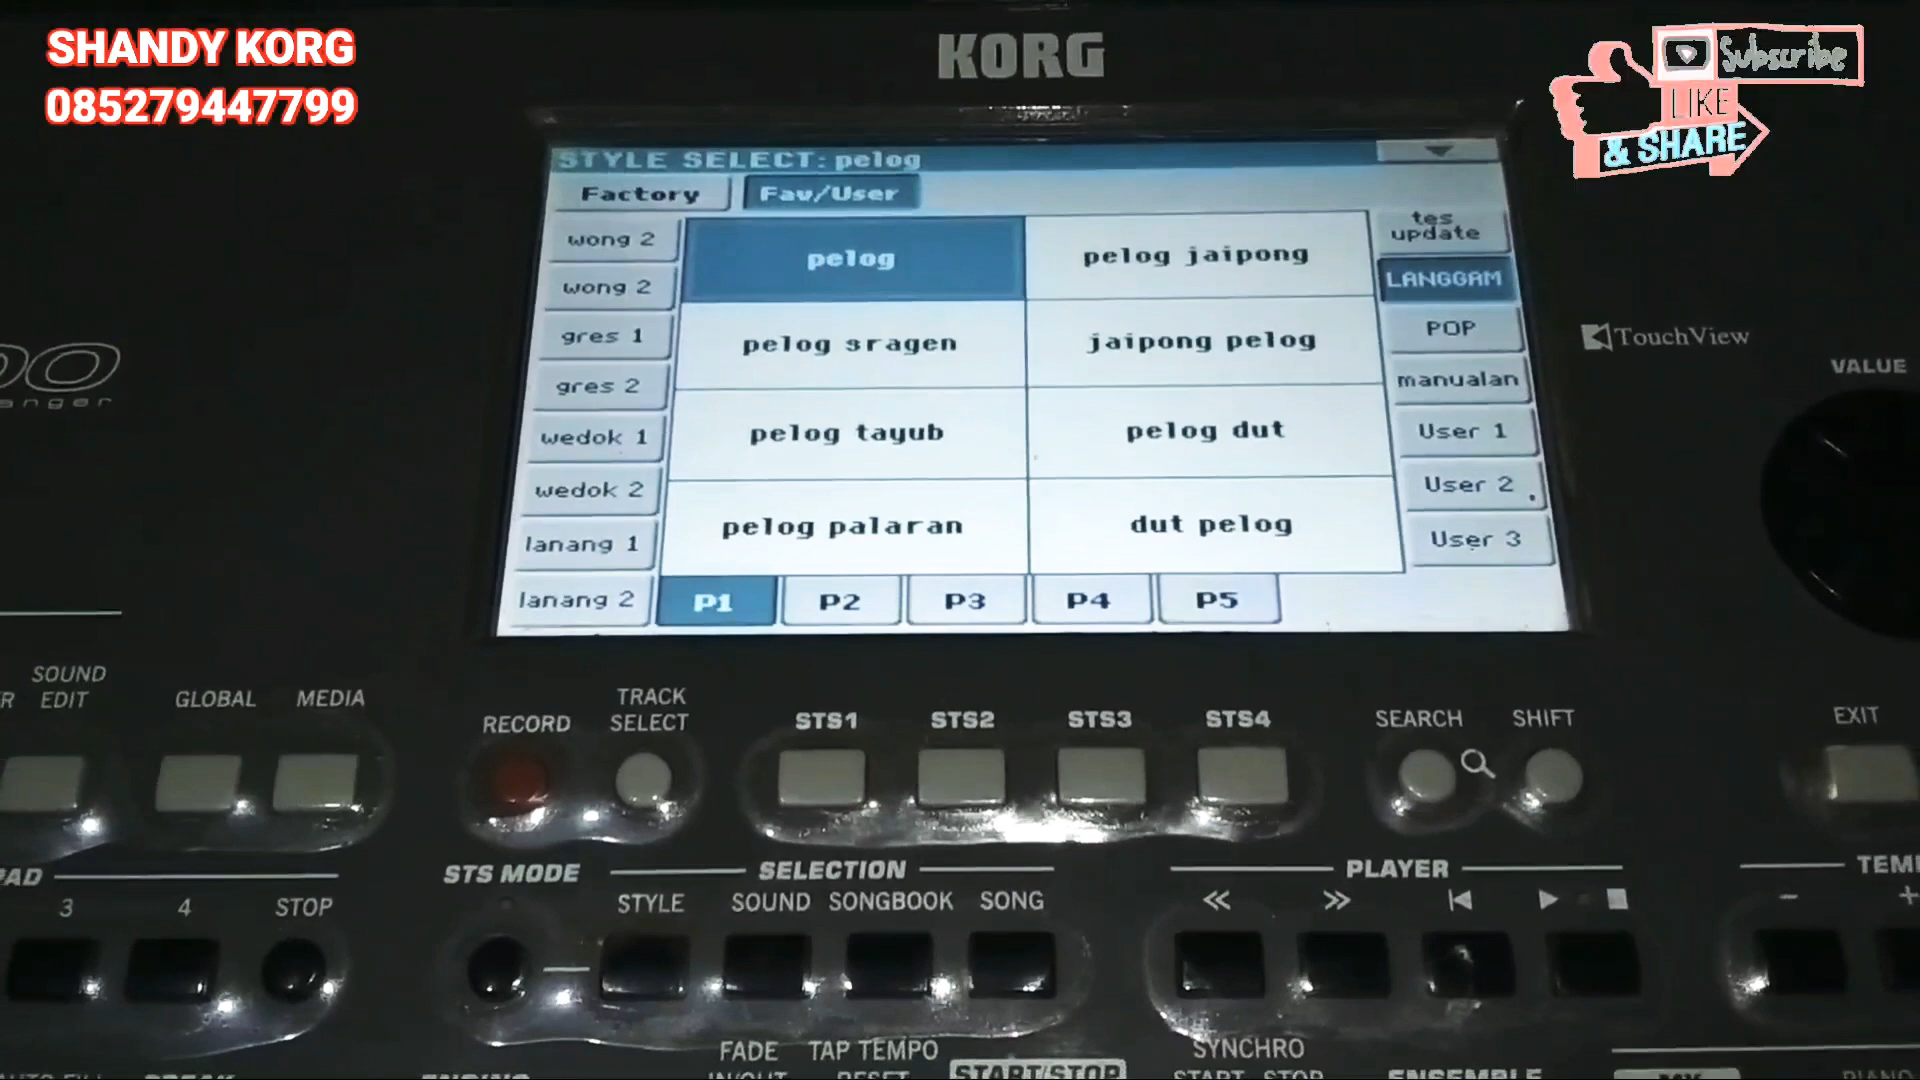 SHANDY KORG
085279447799
KORG
Subscribe
LIKE
& SHARE
STYLE SELECT: pelog
Factory
Fav/User
wong 2
wong 2
gres 1
gres 2
wedok 1
wedok 2
lanang 1
lanang 2
pelog
pelog jaipong
pelog sragen
jaipong pelog
pelog tayub
pelog dut
pelog palaran
dut pelog
tes update
LANGGAM
POP
manualan
User 1
User 2
User 3
P1 P2 P3 P4 P5
TouchView
VALUE
SOUND
EDIT
GLOBAL
MEDIA
RECORD
TRACK
SELECT
STS1
STS2
STS3
STS4
SEARCH
SHIFT
EXIT
3
4
STOP
STS MODE
SELECTION
STYLE
SOUND
SONGBOOK
SONG
PLAYER
− +
FADE
TAP TEMPO
SYNCHRO
START/STOP